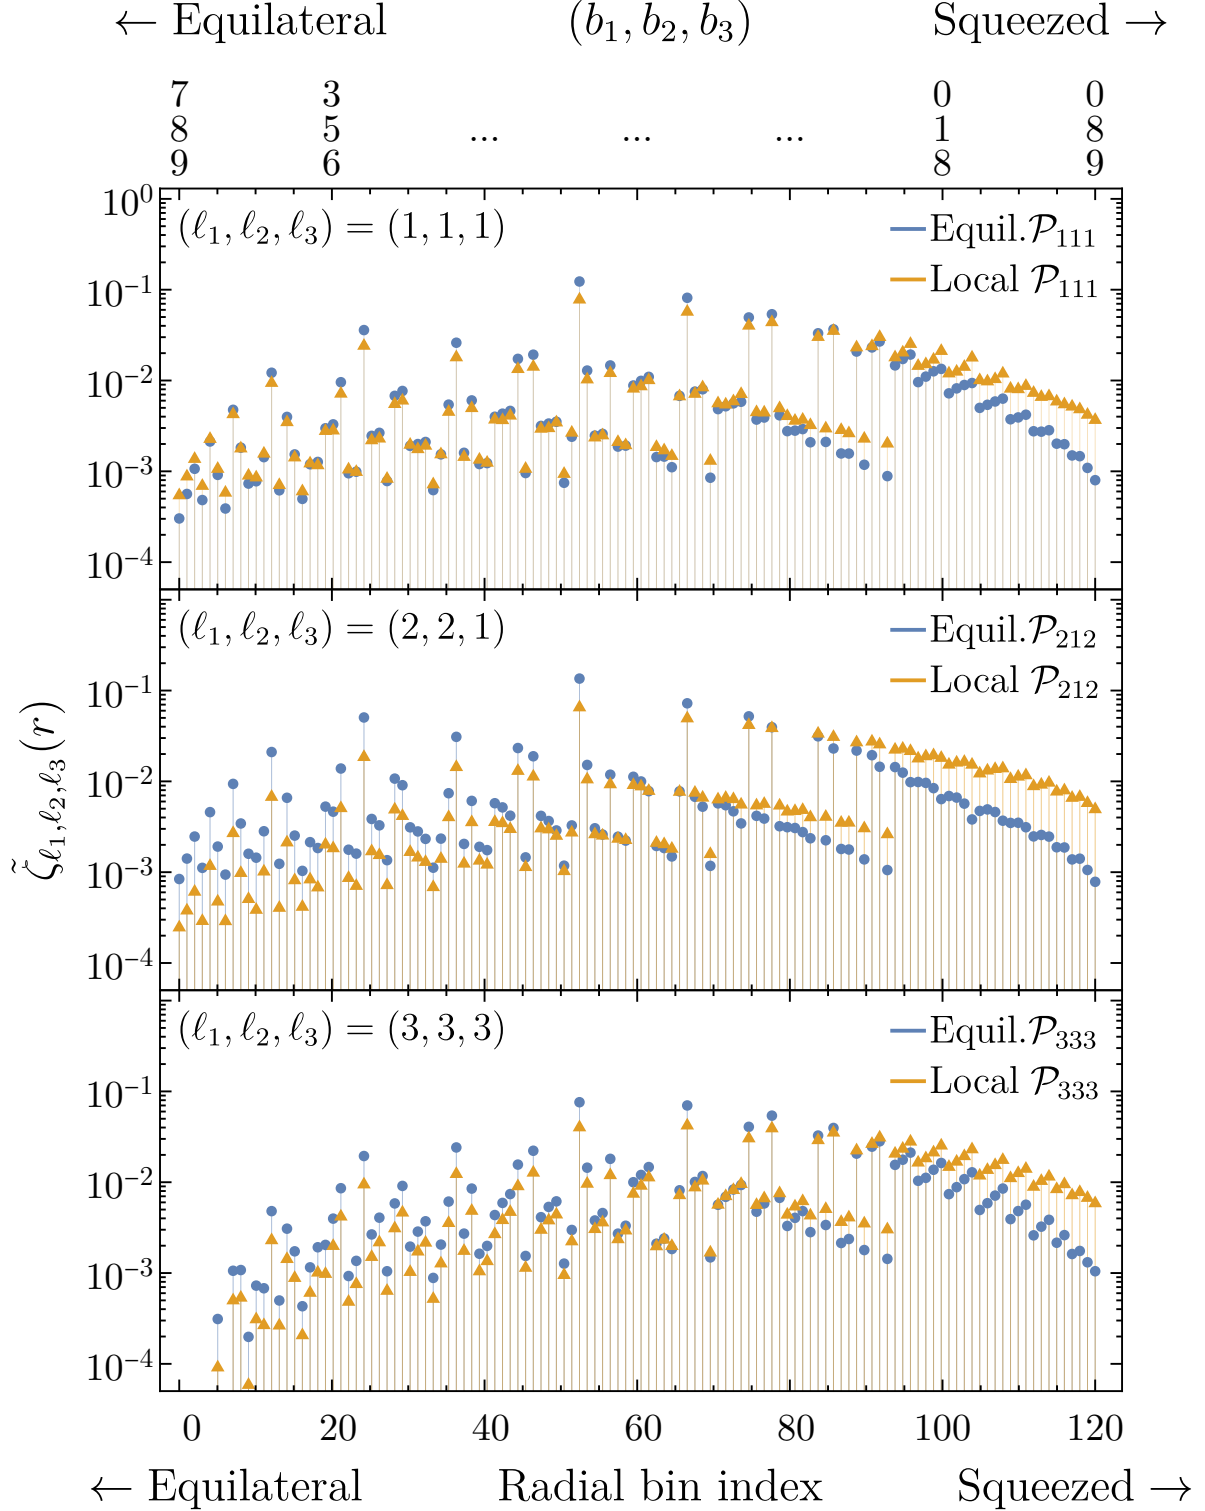 ← Equilateral (b₁, b₂, b₃) Squeezed →
7 3 0 0
8 5 ... ... ... 1 8
9 6 8 9
(ℓ₁, ℓ₂, ℓ₃) = (1, 1, 1)
Equil. 𝒫₁₁₁
Local 𝒫₁₁₁
10⁰
10⁻¹
10⁻²
10⁻³
10⁻⁴
(ℓ₁, ℓ₂, ℓ₃) = (2, 2, 1)
Equil. 𝒫₂₁₂
Local 𝒫₂₁₂
10⁻¹
10⁻²
10⁻³
10⁻⁴
ζ̃ℓ₁,ℓ₂,ℓ₃(r)
(ℓ₁, ℓ₂, ℓ₃) = (3, 3, 3)
Equil. 𝒫₃₃₃
Local 𝒫₃₃₃
10⁻¹
10⁻²
10⁻³
10⁻⁴
0 20 40 60 80 100 120
← Equilateral Radial bin index Squeezed →